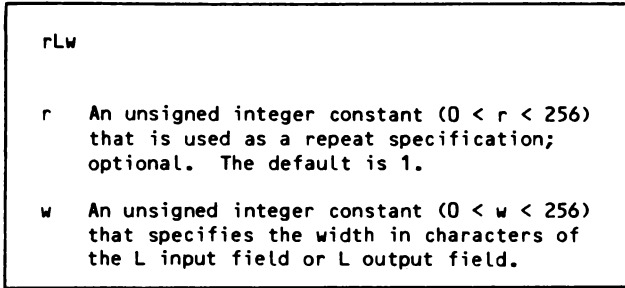 rLw
r An unsigned integer constant (0 < r < 256)
that is used as a repeat specification;
optional. The default is 1.
w An unsigned integer constant (0 < w < 256)
that specifies the width in characters of
the L input field or L output field.